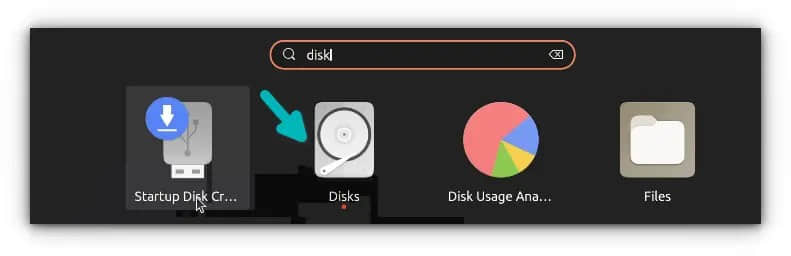 disk
Startup Disk Cr...
Disks
Disk Usage Ana...
Files